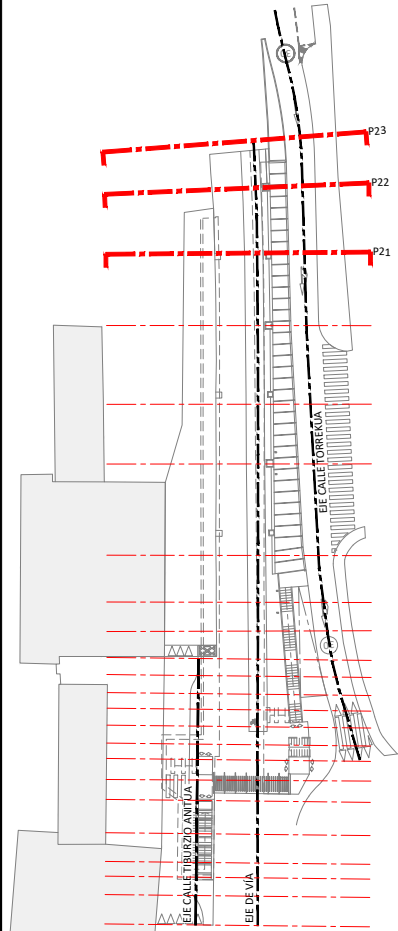 P23
P22
P21
EJE CALLE TORREKUA
EJE CALLE TIBURZIO ANITUA
EJE DE VÍA